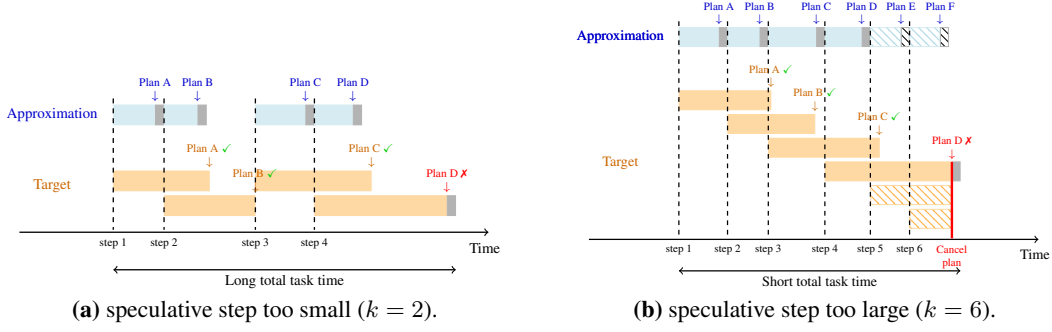 Plan A Plan B Plan C Plan D
Approximation
Plan A ✓ Plan C ✓
Target Plan B ✓ Plan D ✗
step 1 step 2 step 3 step 4 Time
Long total task time
(a) speculative step too small (k = 2).
Plan A Plan B Plan C Plan D Plan E Plan F
Approximation
Plan A ✓
Plan B ✓
Plan C ✓
Target Plan D ✗
step 1 step 2 step 3 step 4 step 5 step 6 Time
Cancel
plan
Short total task time
(b) speculative step too large (k = 6).